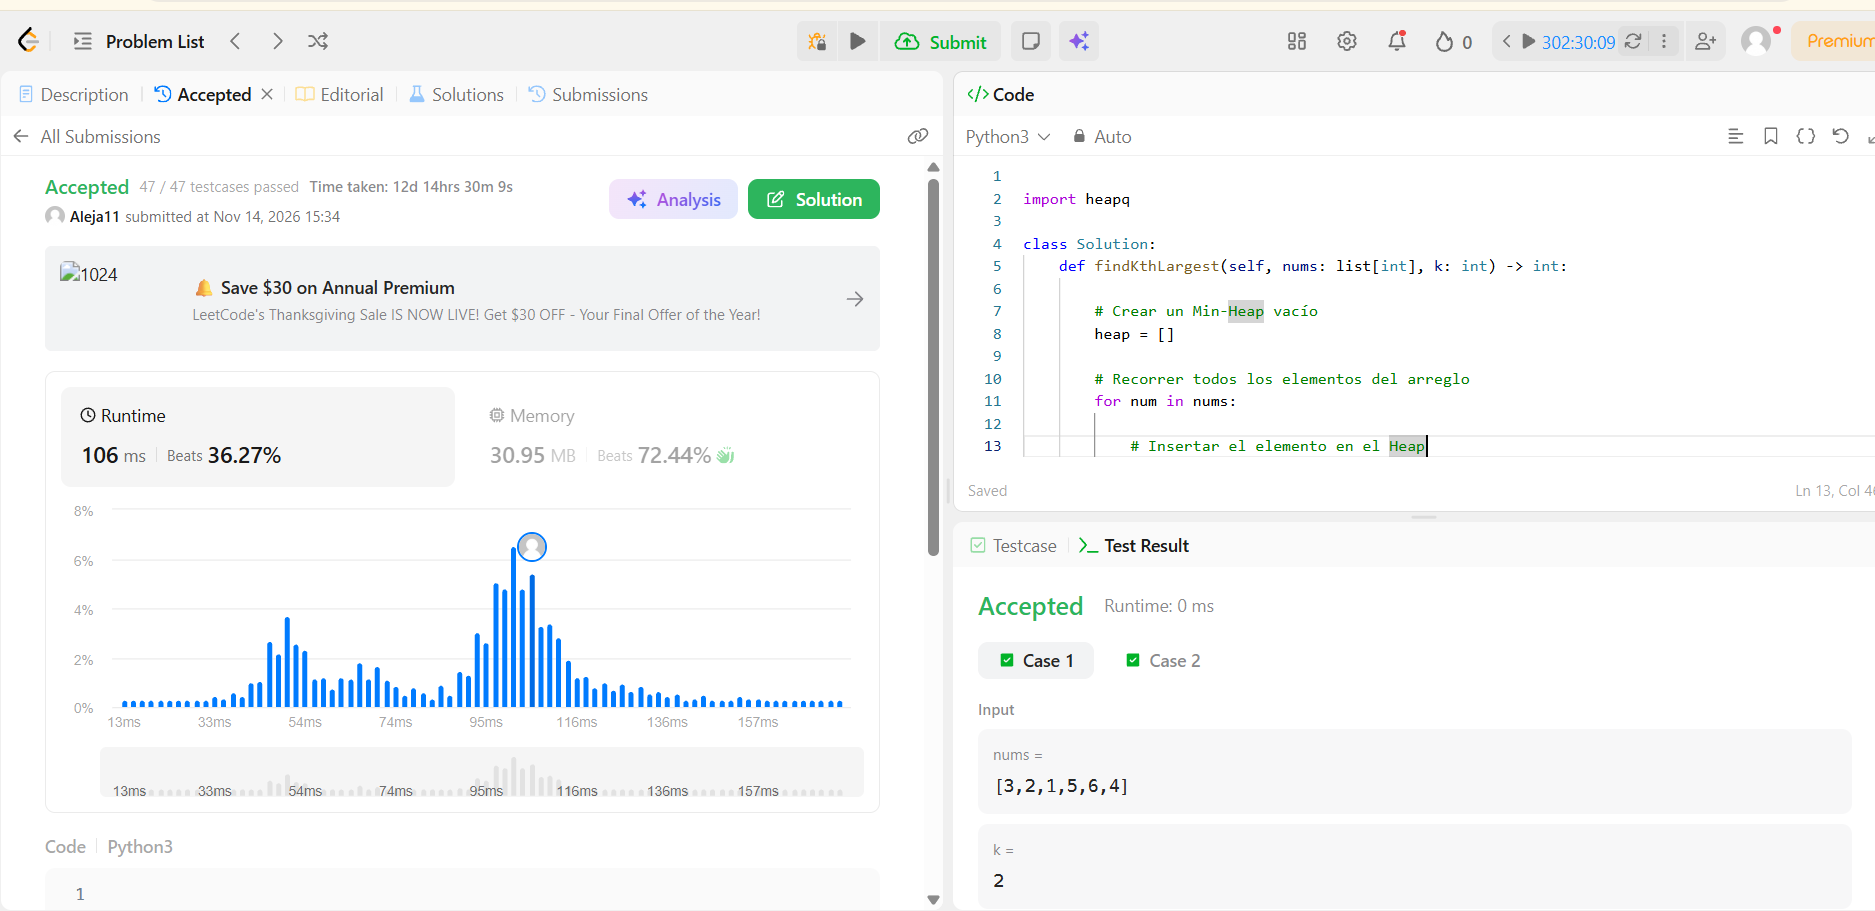 Problem List
Submit
0
302:30:09
Premium
Description
Accepted
Editorial
Solutions
Submissions
All Submissions
Accepted 47 / 47 testcases passed Time taken: 12d 14hrs 30m 9s
Aleja11 submitted at Nov 14, 2026 15:34
Analysis
Solution
1024
Save $30 on Annual Premium
LeetCode's Thanksgiving Sale IS NOW LIVE! Get $30 OFF - Your Final Offer of the Year!
Runtime
106 ms Beats 36.27%
Memory
30.95 MB Beats 72.44%
8%
6%
4%
2%
0%
13ms 33ms 54ms 74ms 95ms 116ms 136ms 157ms
13ms 33ms 54ms 74ms 95ms 116ms 136ms 157ms
Code Python3
1
</> Code
Python3 Auto
1
2 import heapq
3
4 class Solution:
5 def findKthLargest(self, nums: list[int], k: int) -> int:
6
7 # Crear un Min-Heap vacío
8 heap = []
9
10 # Recorrer todos los elementos del arreglo
11 for num in nums:
12
13 # Insertar el elemento en el Heap
Saved
Ln 13, Col 46
Testcase
Test Result
Accepted Runtime: 0 ms
Case 1
Case 2
Input
nums =
[3,2,1,5,6,4]
k =
2